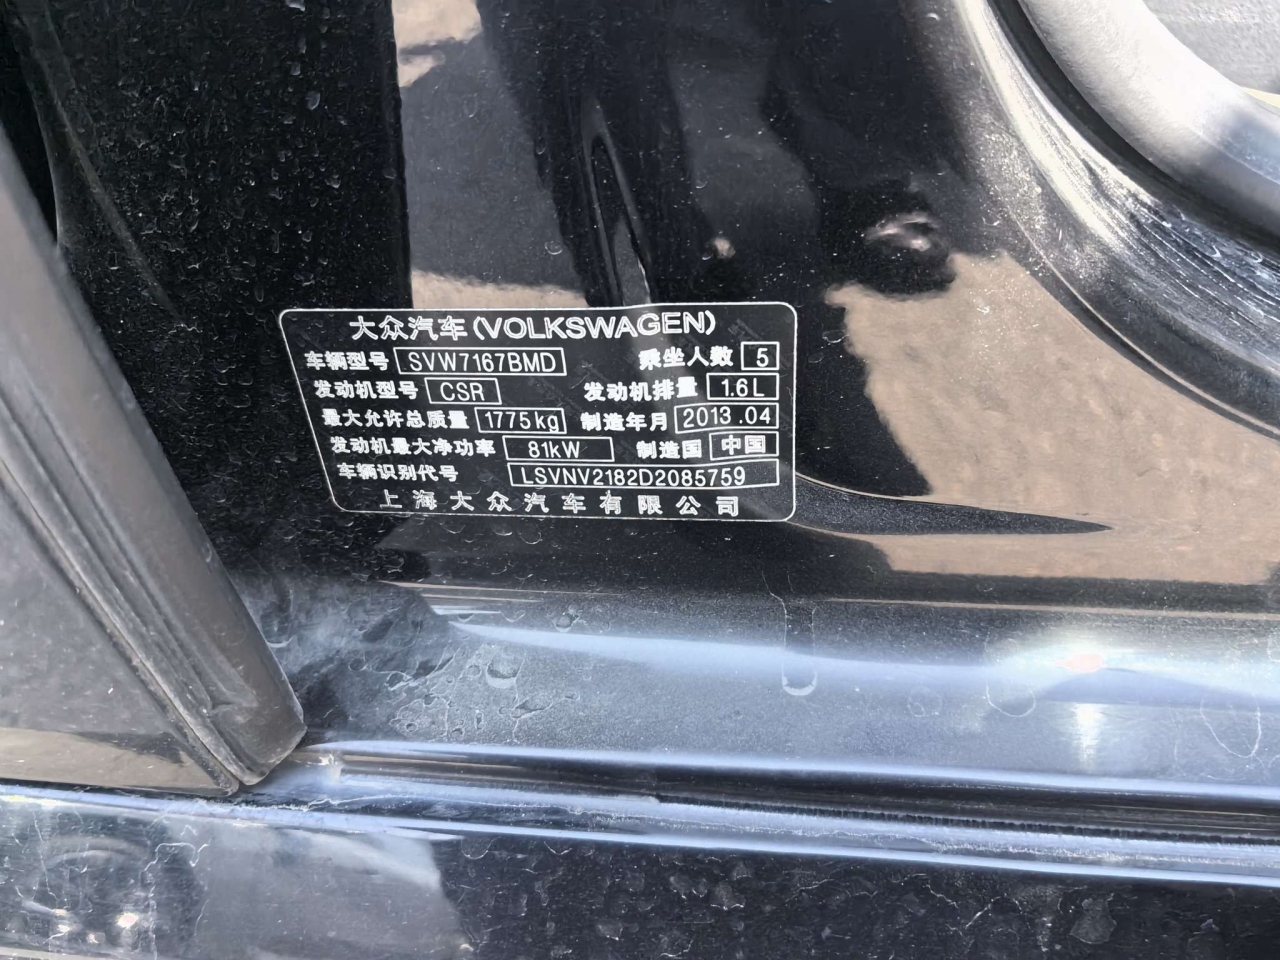 大众汽车(VOLKSWAGEN)
车辆型号 SVW7167BMD 乘坐人数 5
发动机型号 CSR 发动机排量 1.6L
最大允许总质量 1775kg 制造年月 2013.04
发动机最大净功率 81kW 制造国 中国
车辆识别代号 LSVNV2182D2085759
上海大众汽车有限公司